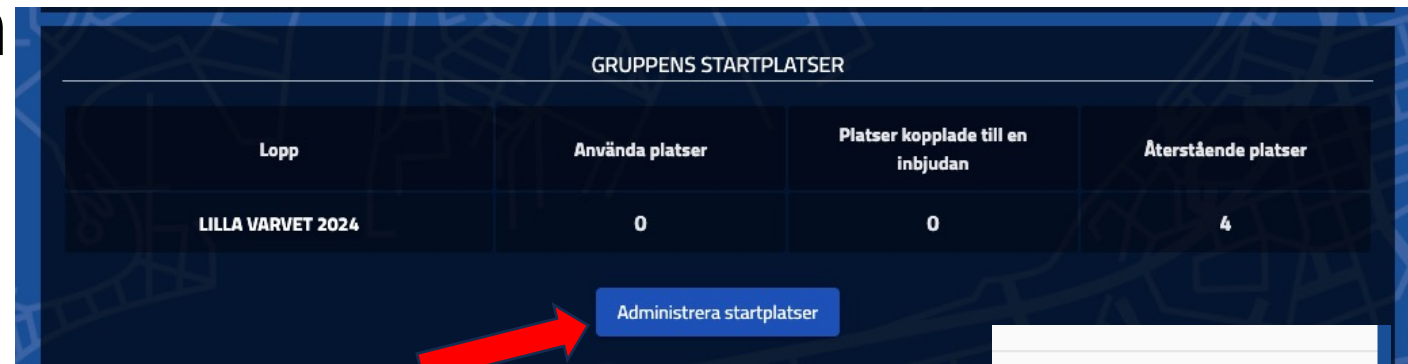 GRUPPENS STARTPLATSER
Lopp
Använda platser
Platser kopplade till en
inbjudan
Återstående platser
LILLA VARVET 2024
0
0
4
Administrera startplatser